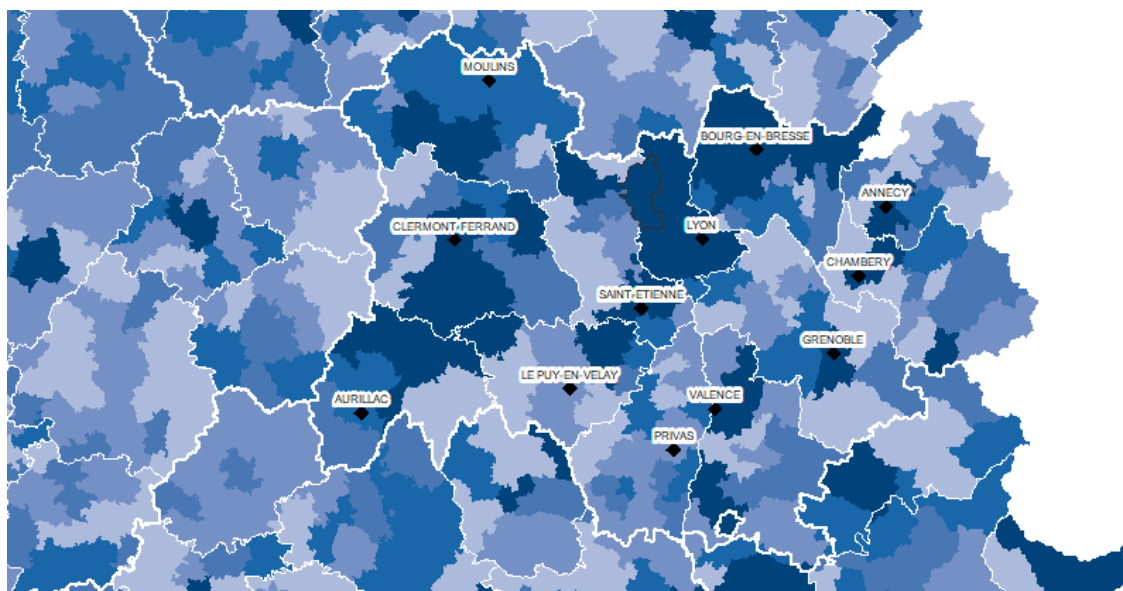 MOULINS
BOURG-EN-BRESSE
ANNECY
CLERMONT-FERRAND
LYON
CHAMBERY
SAINT-ETIENNE
GRENOBLE
LE PUY-EN-VELAY
AURILLAC
VALENCE
PRIVAS